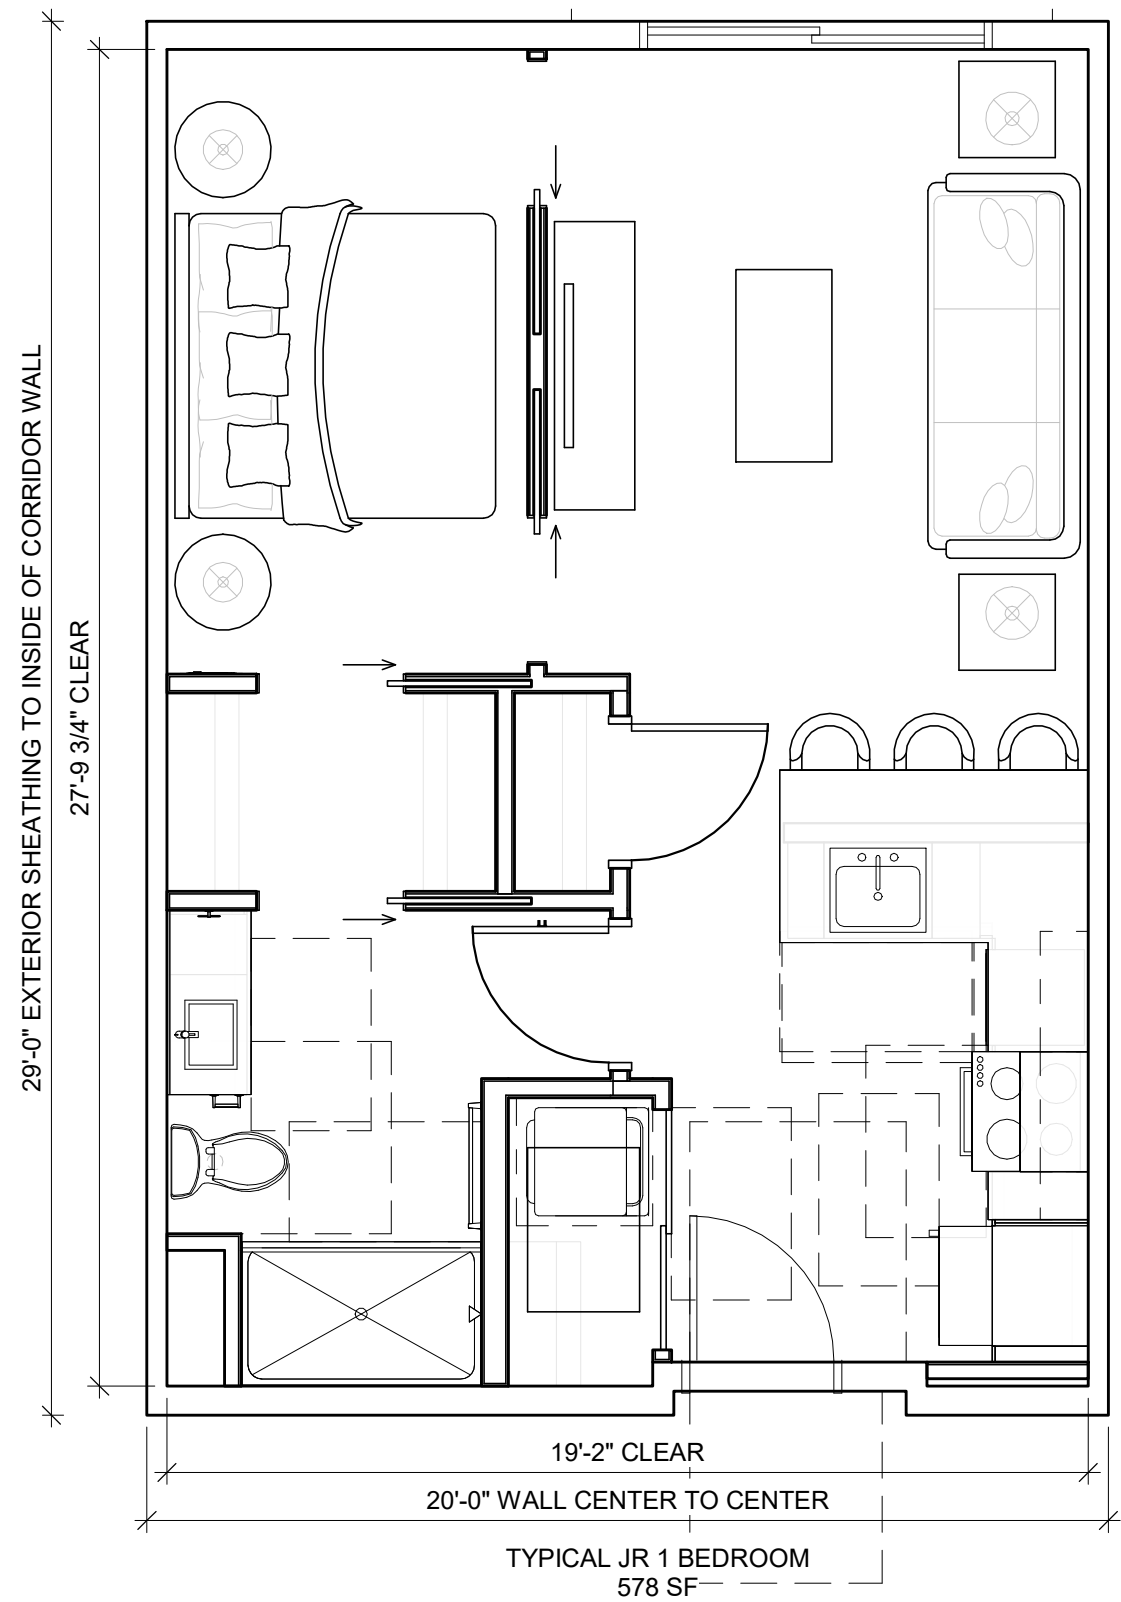 29'-0" EXTERIOR SHEATHING TO INSIDE OF CORRIDOR WALL
27'-9 3/4" CLEAR
19'-2" CLEAR
20'-0" WALL CENTER TO CENTER
TYPICAL JR 1 BEDROOM
578 SF